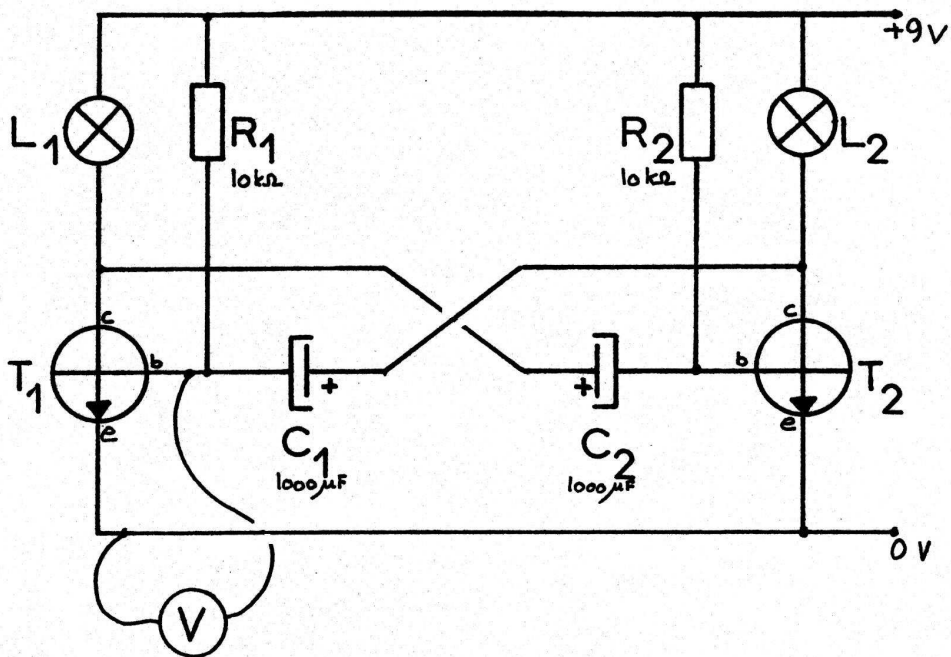 +9V
L1
R1
10kΩ
R2
10kΩ
L2
c
c
T1
b
+
+
b
T2
e
e
C1
1000µF
C2
1000µF
0V
V